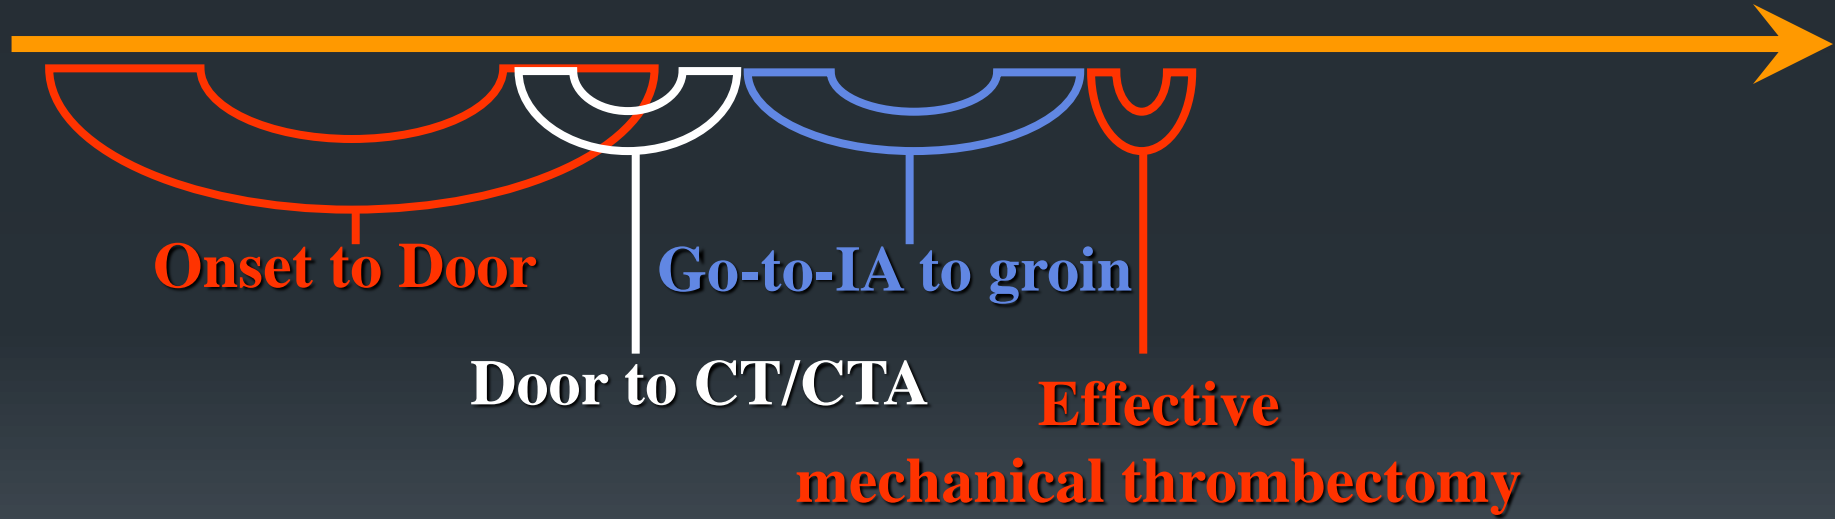 Onset to Door
Go-to-IA to groin
Door to CT/CTA
Effective
mechanical thrombectomy